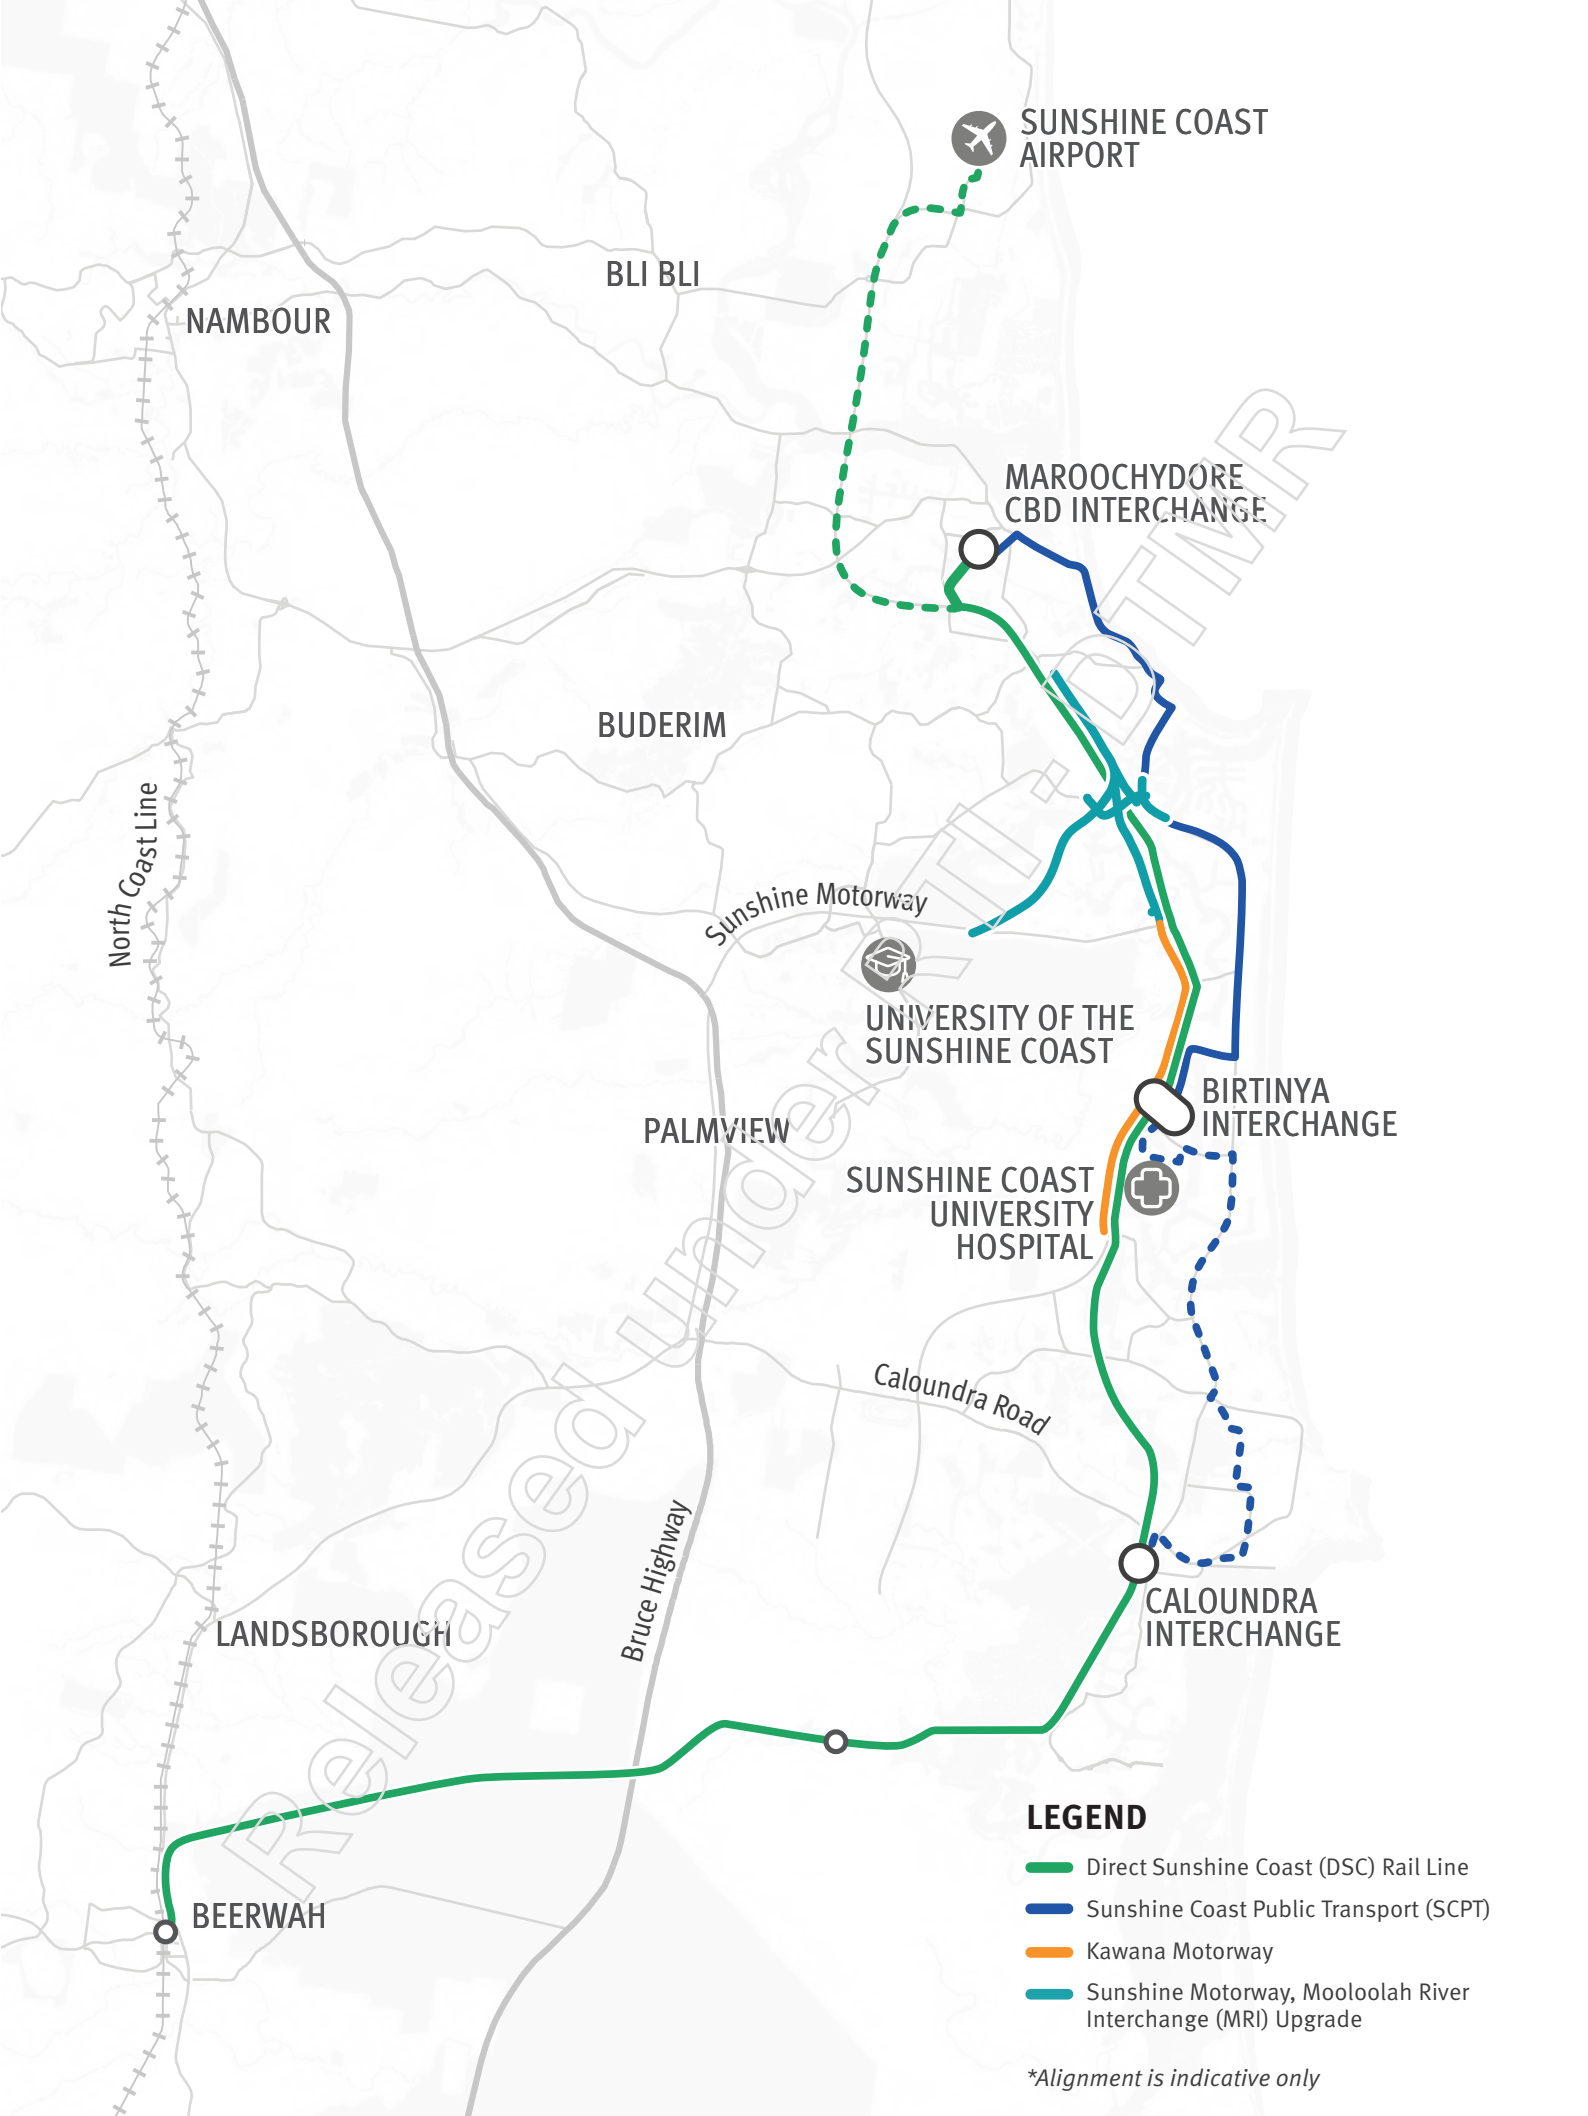 SUNSHINE COAST
AIRPORT
BLI BLI
NAMBOUR
MAROOCHYDORE
CBD INTERCHANGE
BUDERIM
North Coast Line
Sunshine Motorway
UNIVERSITY OF THE
SUNSHINE COAST
BIRTINYA
INTERCHANGE
PALMVIEW
SUNSHINE COAST
UNIVERSITY
HOSPITAL
Caloundra Road
Bruce Highway
CALOUNDRA
INTERCHANGE
LANDSBOROUGH
BEERWAH
Released under RTI - DTMR
LEGEND
Direct Sunshine Coast (DSC) Rail Line
Sunshine Coast Public Transport (SCPT)
Kawana Motorway
Sunshine Motorway, Mooloolah River
Interchange (MRI) Upgrade
*Alignment is indicative only